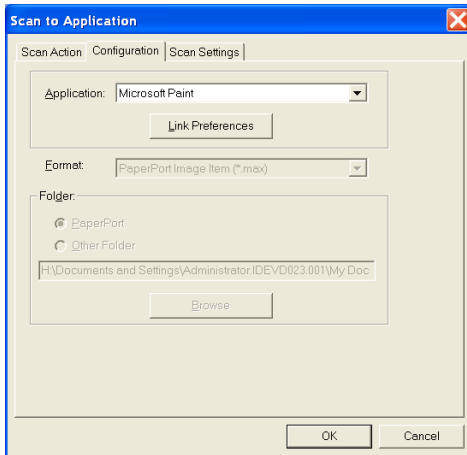 Scan to Application
Scan Action Configuration Scan Settings
Application: Microsoft Paint
Link Preferences
Format: PaperPort Image Item (*.max)
Folder:
PaperPort
Other Folder
H:\Documents and Settings\Administrator.IDEVD023.001\My Doc
Browse
OK Cancel